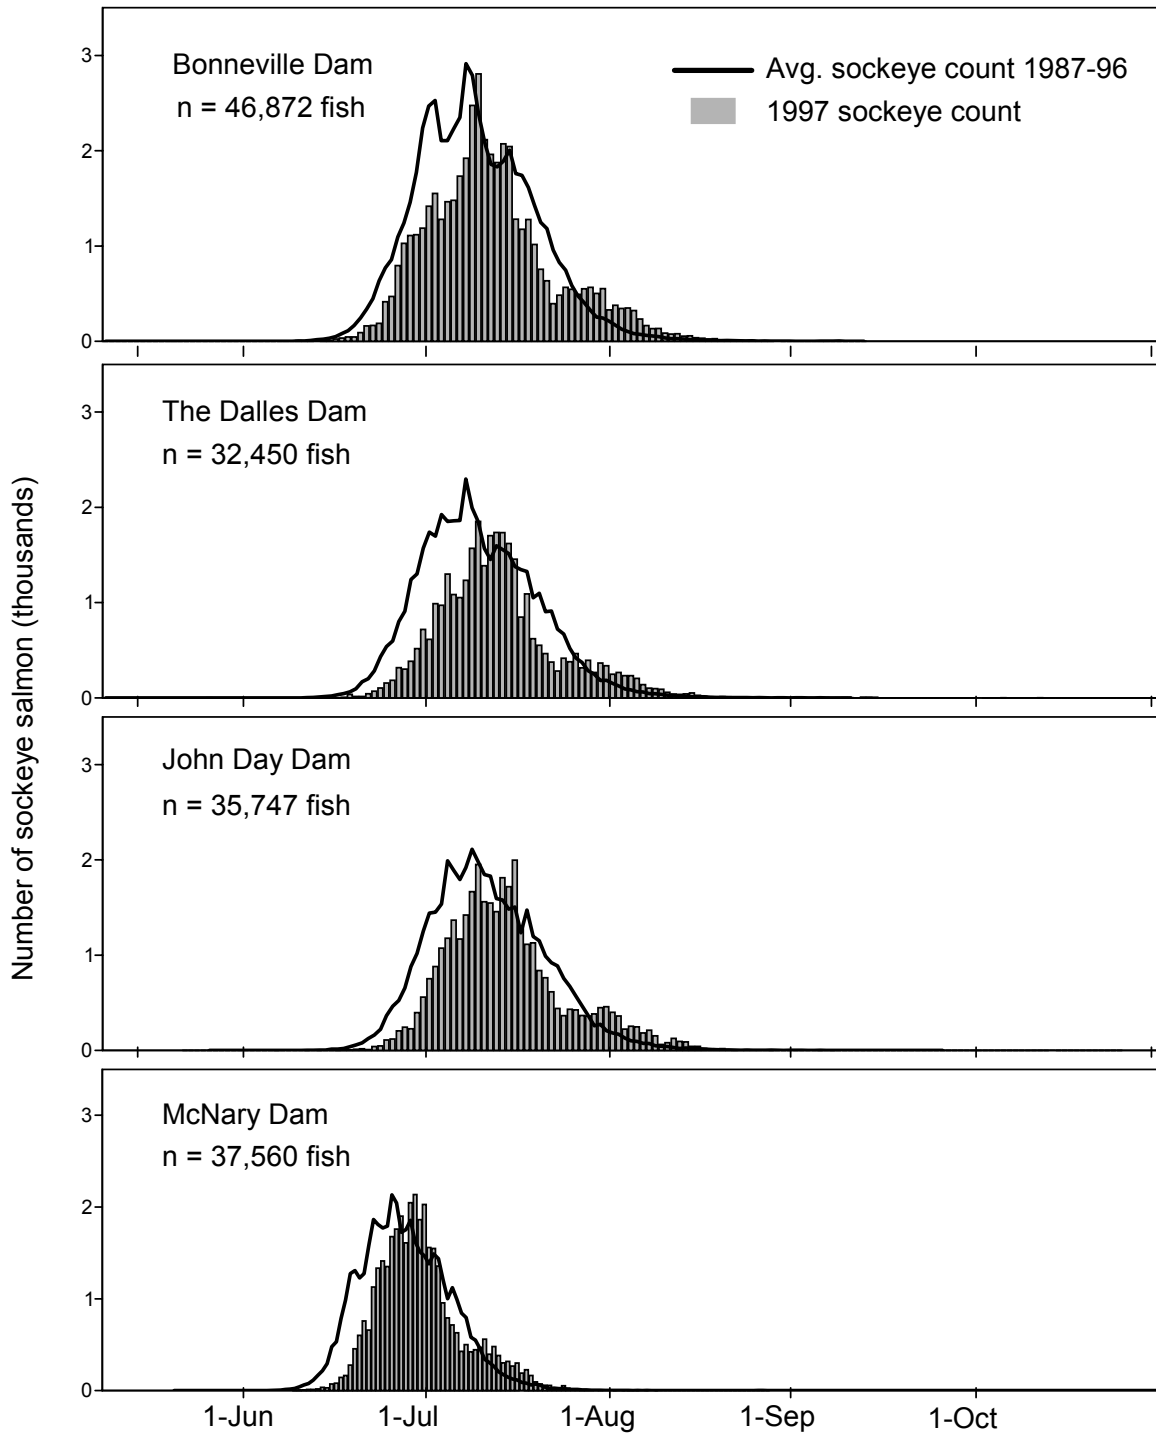 Bonneville Dam
n = 46,872 fish
Avg. sockeye count 1987-96
1997 sockeye count
3
2
1
0
The Dalles Dam
n = 32,450 fish
3
2
1
0
John Day Dam
n = 35,747 fish
3
2
1
0
McNary Dam
n = 37,560 fish
3
2
1
0
Number of sockeye salmon (thousands)
1-Jun
1-Jul
1-Aug
1-Sep
1-Oct